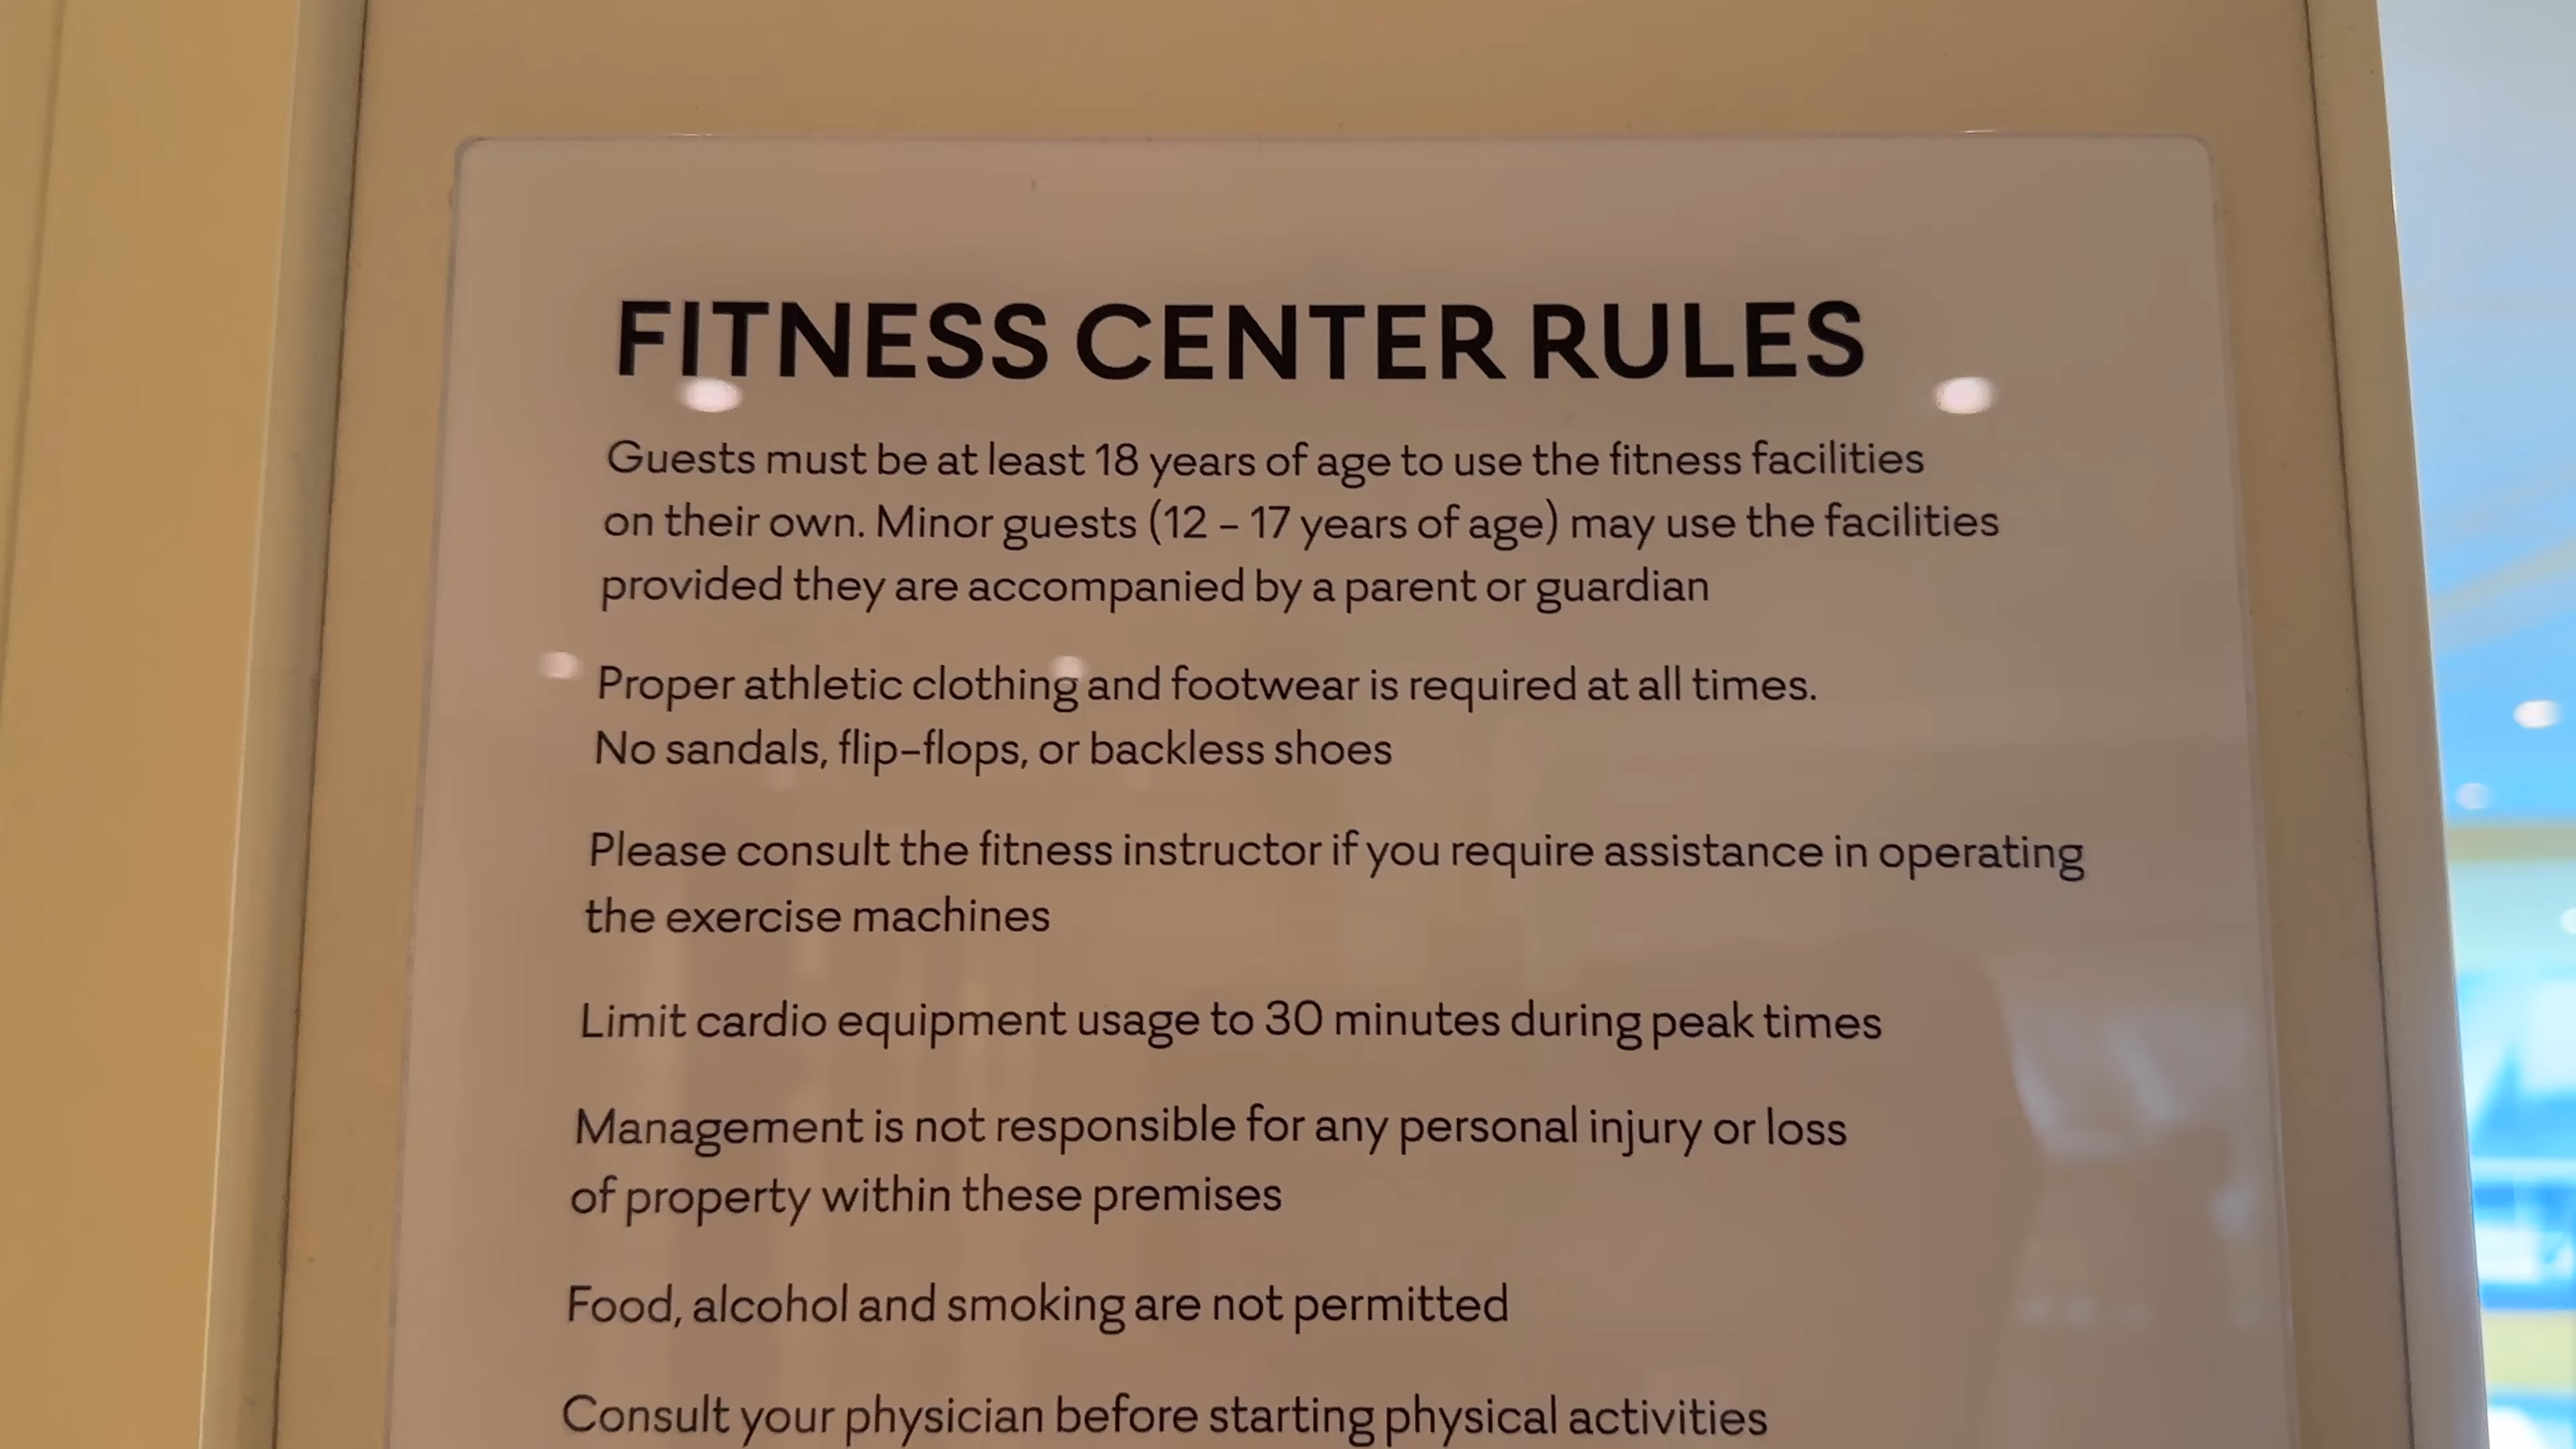 FITNESS CENTER RULES
Guests must be at least 18 years of age to use the fitness facilities
on their own. Minor guests (12 – 17 years of age) may use the facilities
provided they are accompanied by a parent or guardian
Proper athletic clothing and footwear is required at all times.
No sandals, flip-flops, or backless shoes
Please consult the fitness instructor if you require assistance in operating
the exercise machines
Limit cardio equipment usage to 30 minutes during peak times
Management is not responsible for any personal injury or loss
of property within these premises
Food, alcohol and smoking are not permitted
Consult your physician before starting physical activities